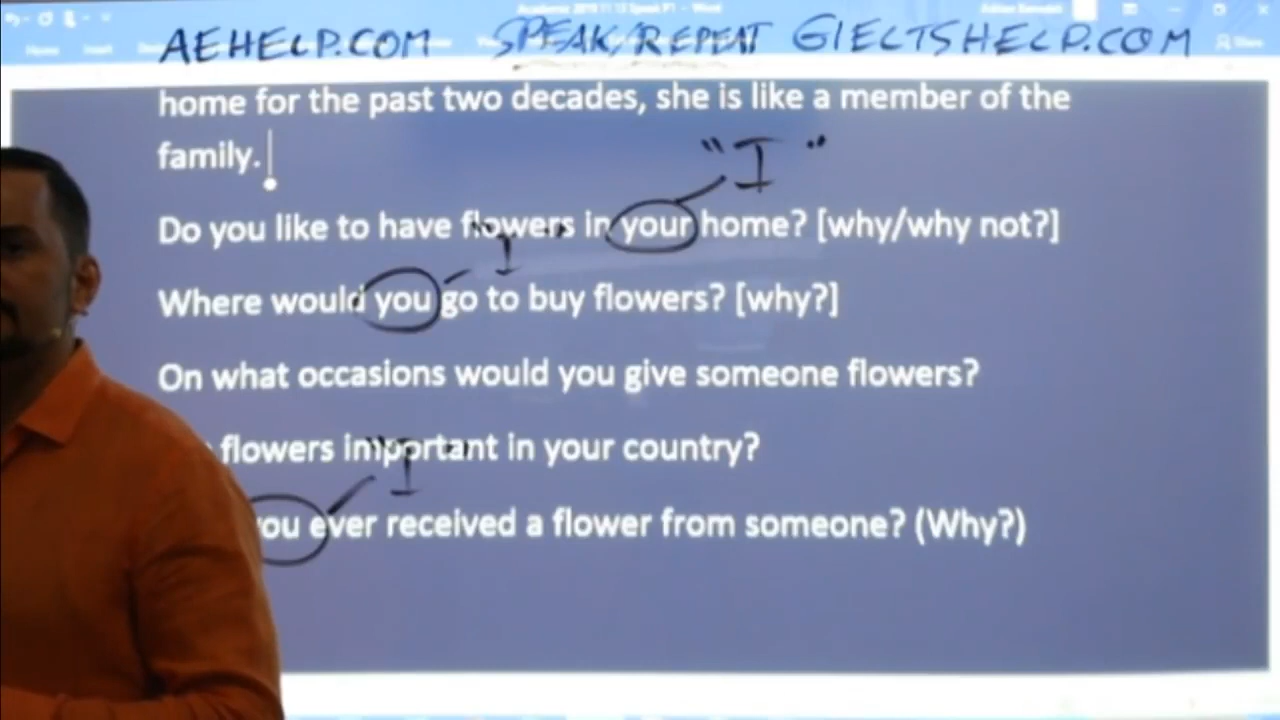 AEHELP.COM SPEAK/REPEAT GIELTSHELP.COM
home for the past two decades, she is like a member of the
family.
"I"
Do you like to have flowers in your home? [why/why not?]
"I"
Where would you go to buy flowers? [why?]
On what occasions would you give someone flowers?
flowers important in your country?
"I"
you ever received a flower from someone? (Why?)